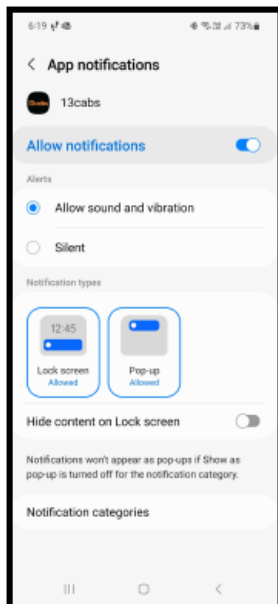 6:19
73%
App notifications
13cabs
13cabs
Allow notifications
Alerts
Allow sound and vibration
Silent
Notification types
12:45
Lock screen
Allowed
Pop-up
Allowed
Hide content on Lock screen
Notifications won't appear as pop-ups if Show as
pop-up is turned off for the notification category.
Notification categories